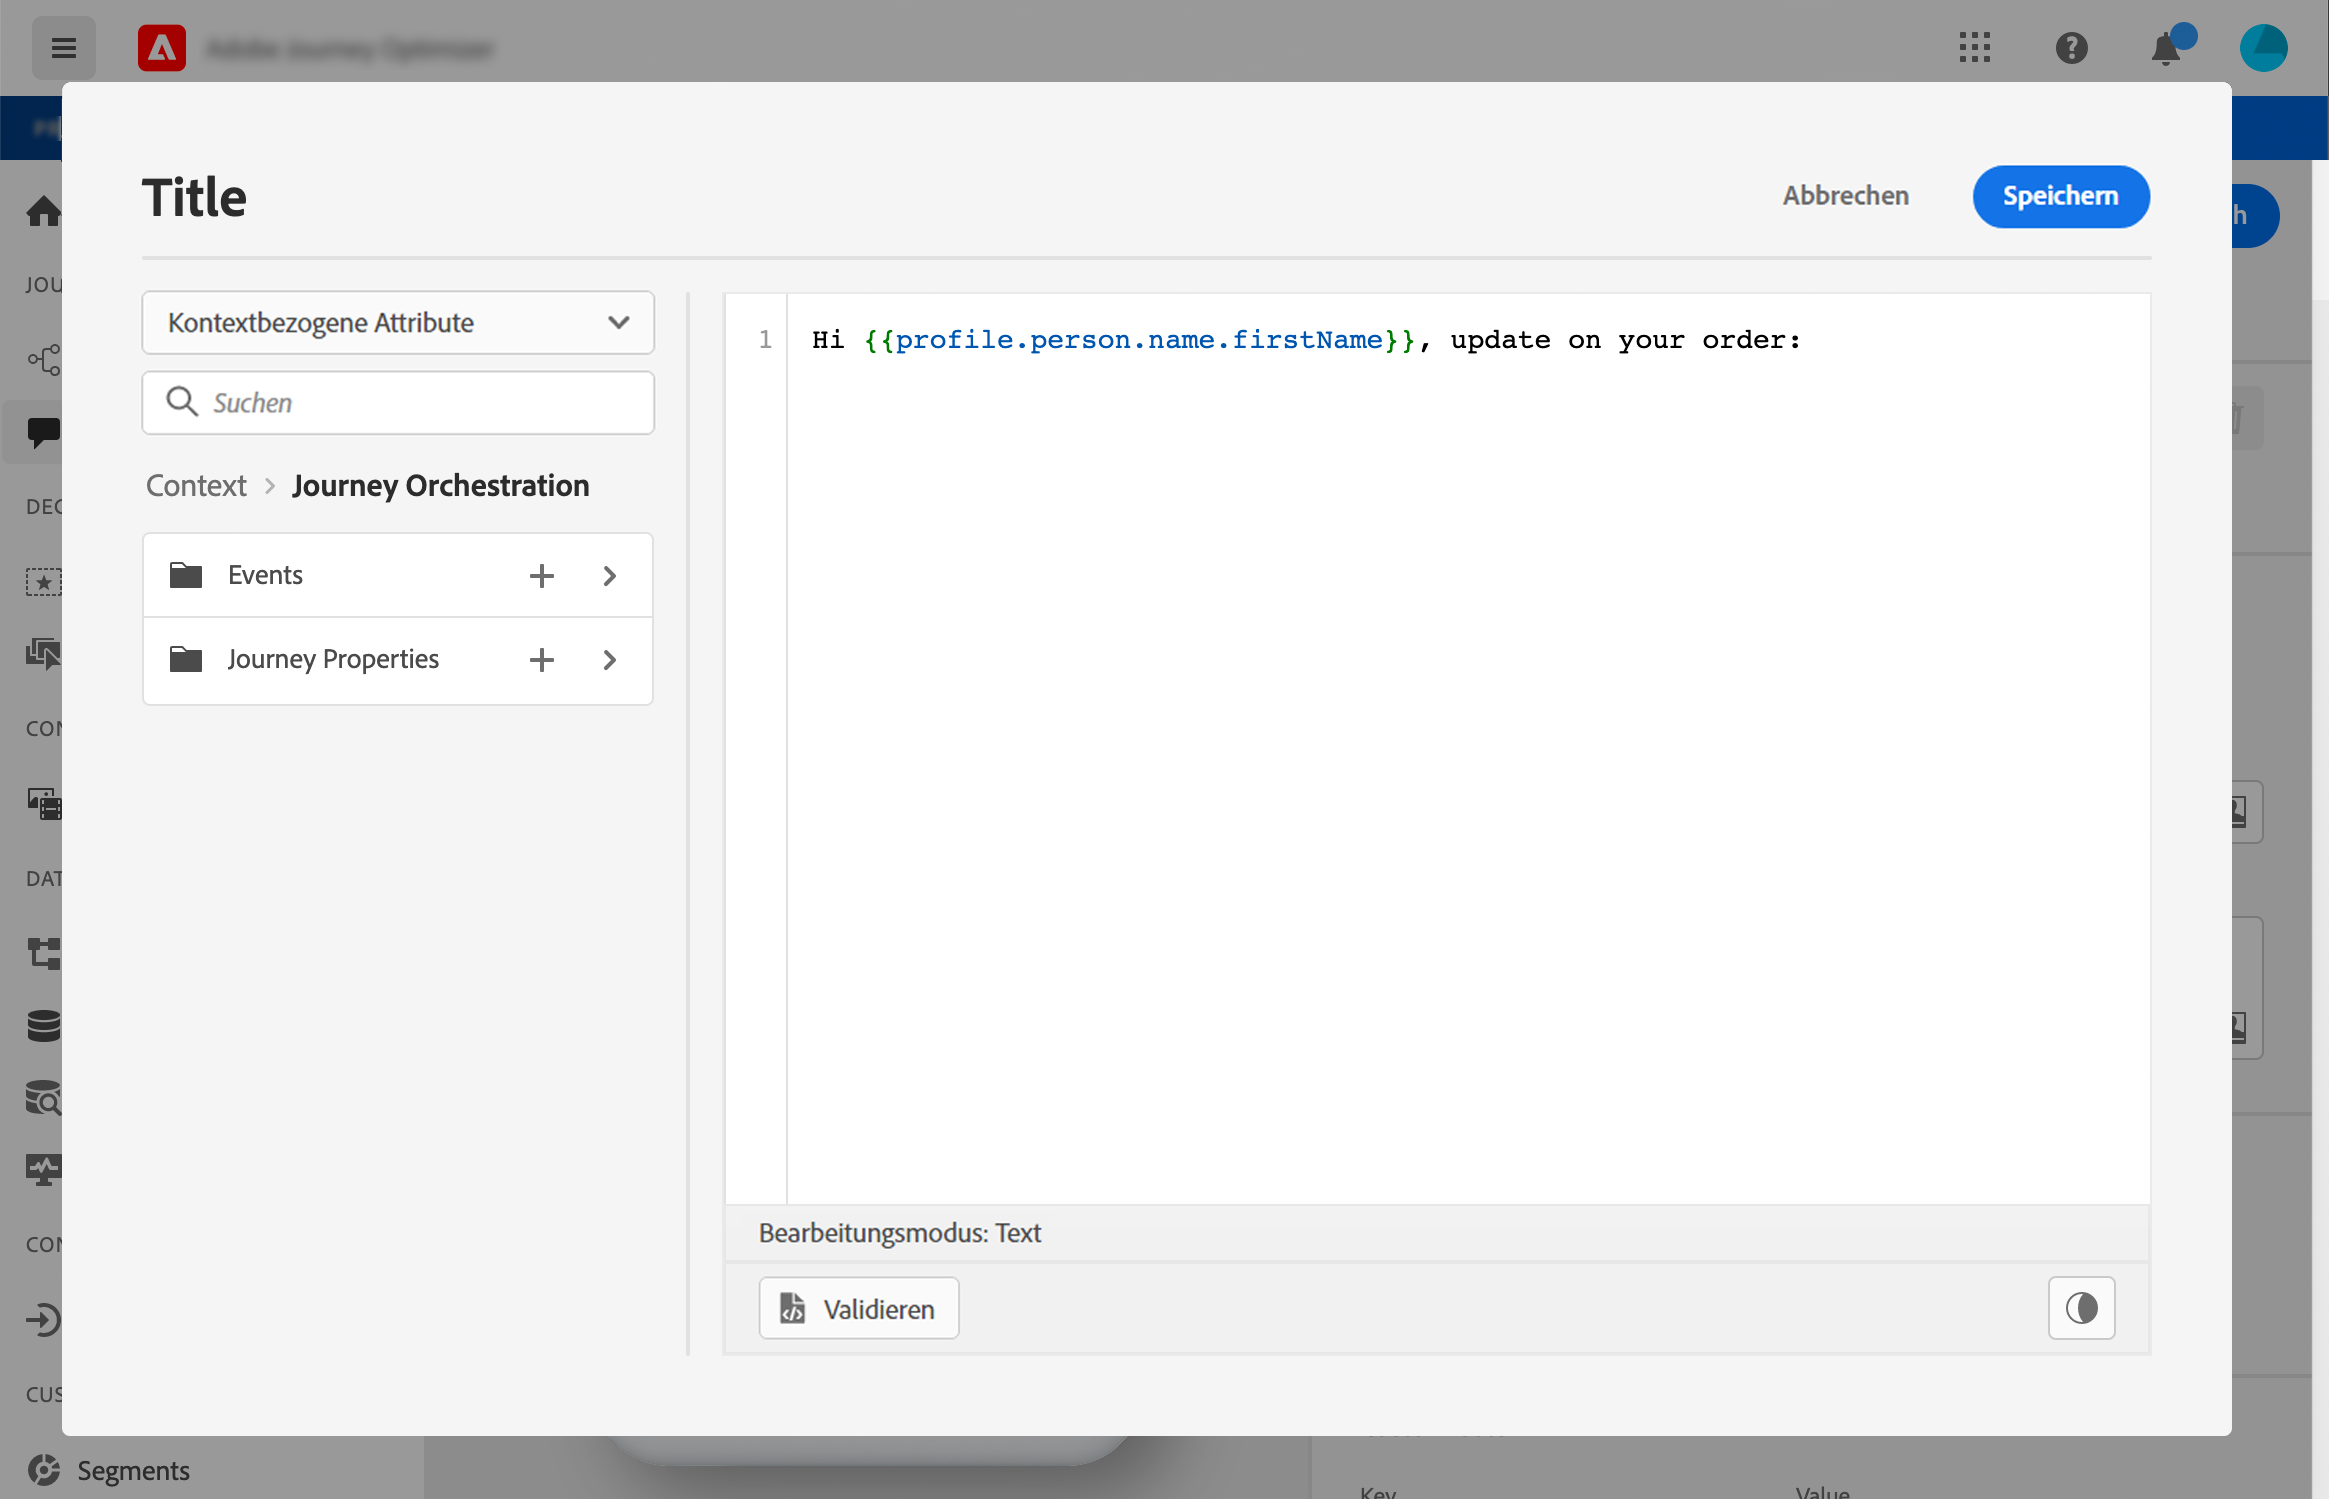 Title
Abbrechen
Speichern
Kontextbezogene Attribute
Suchen
Context > Journey Orchestration
Events
Journey Properties
1 Hi {{profile.person.name.firstName}}, update on your order:
Bearbeitungsmodus: Text
Validieren
JOU
DEC
CON
DAT
CON
CUS
Segments
h
Key
Value